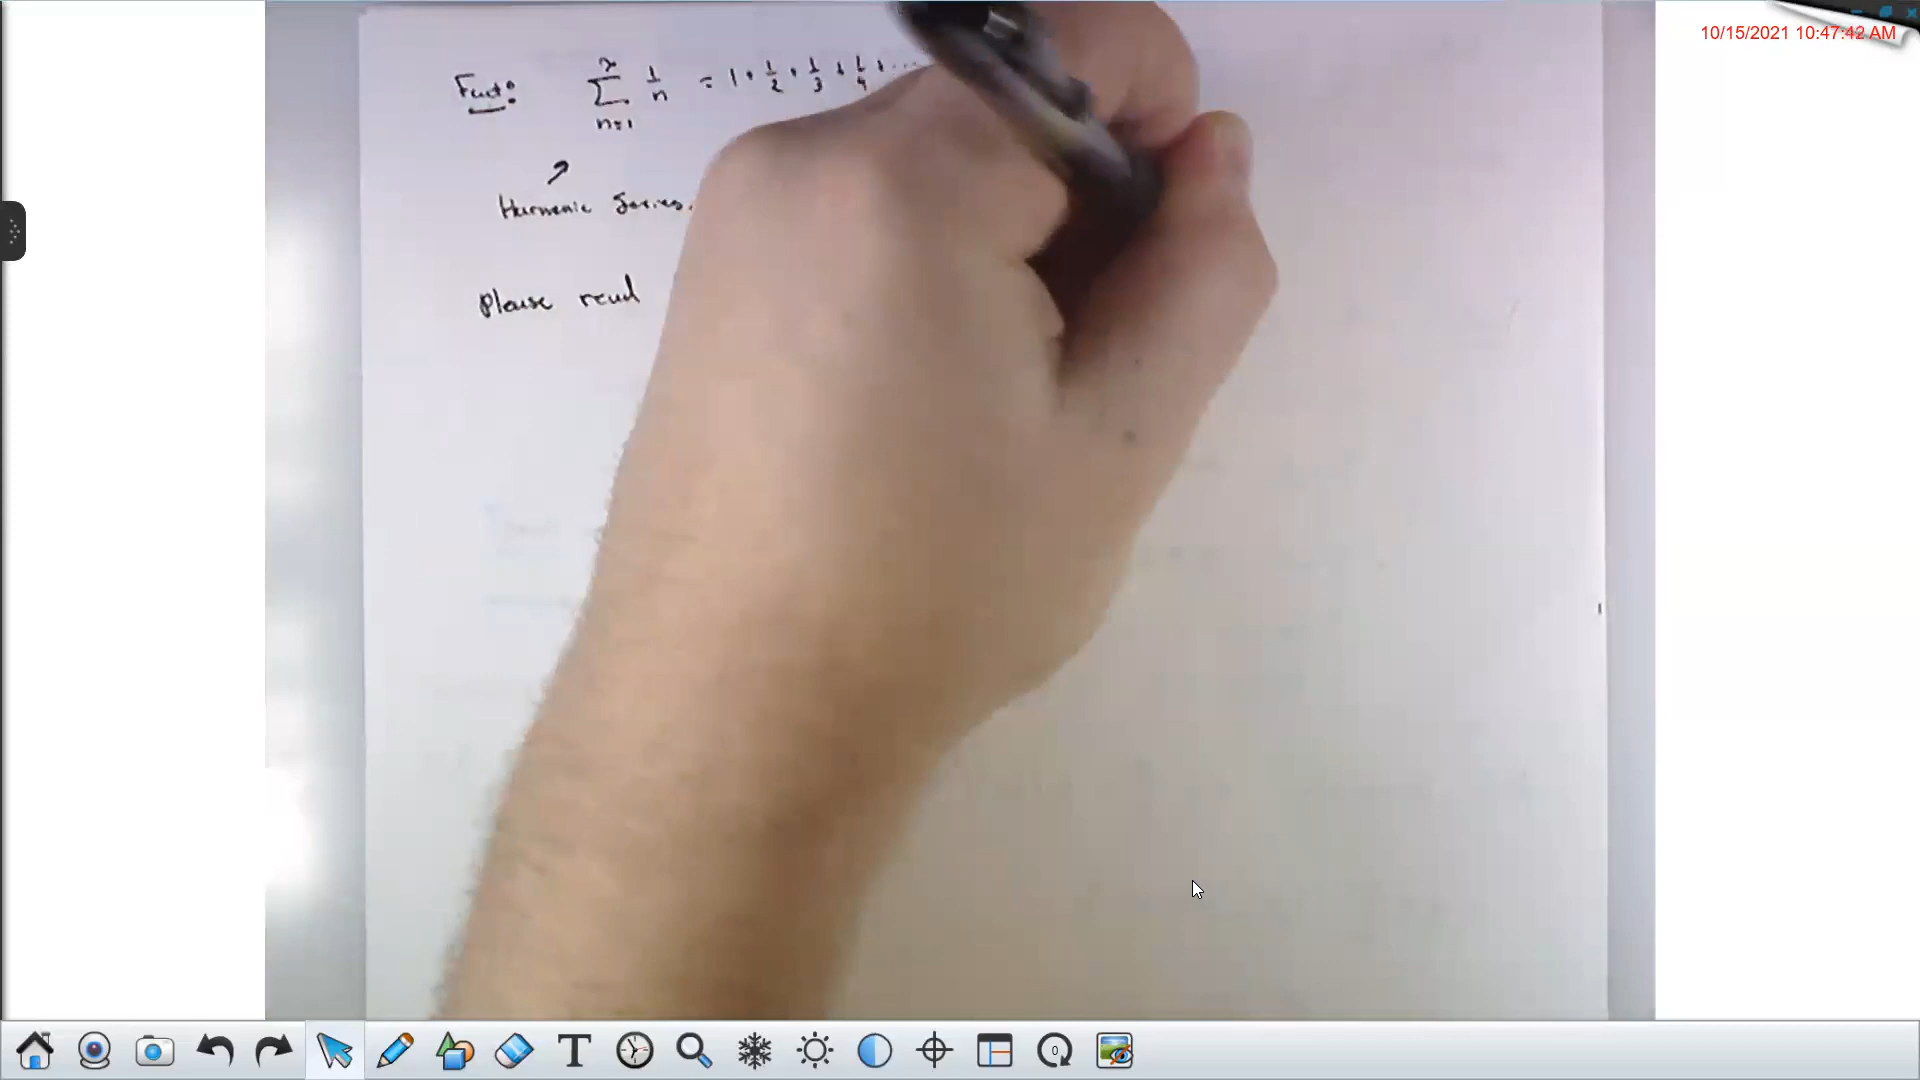 10/15/2021 10:47:42 AM
Fact: ∞ ∑ n=1 1/n = 1 + 1/2 + 1/3 + 1/4 + ...
↗
Harmonic Series.
Please read
T
0